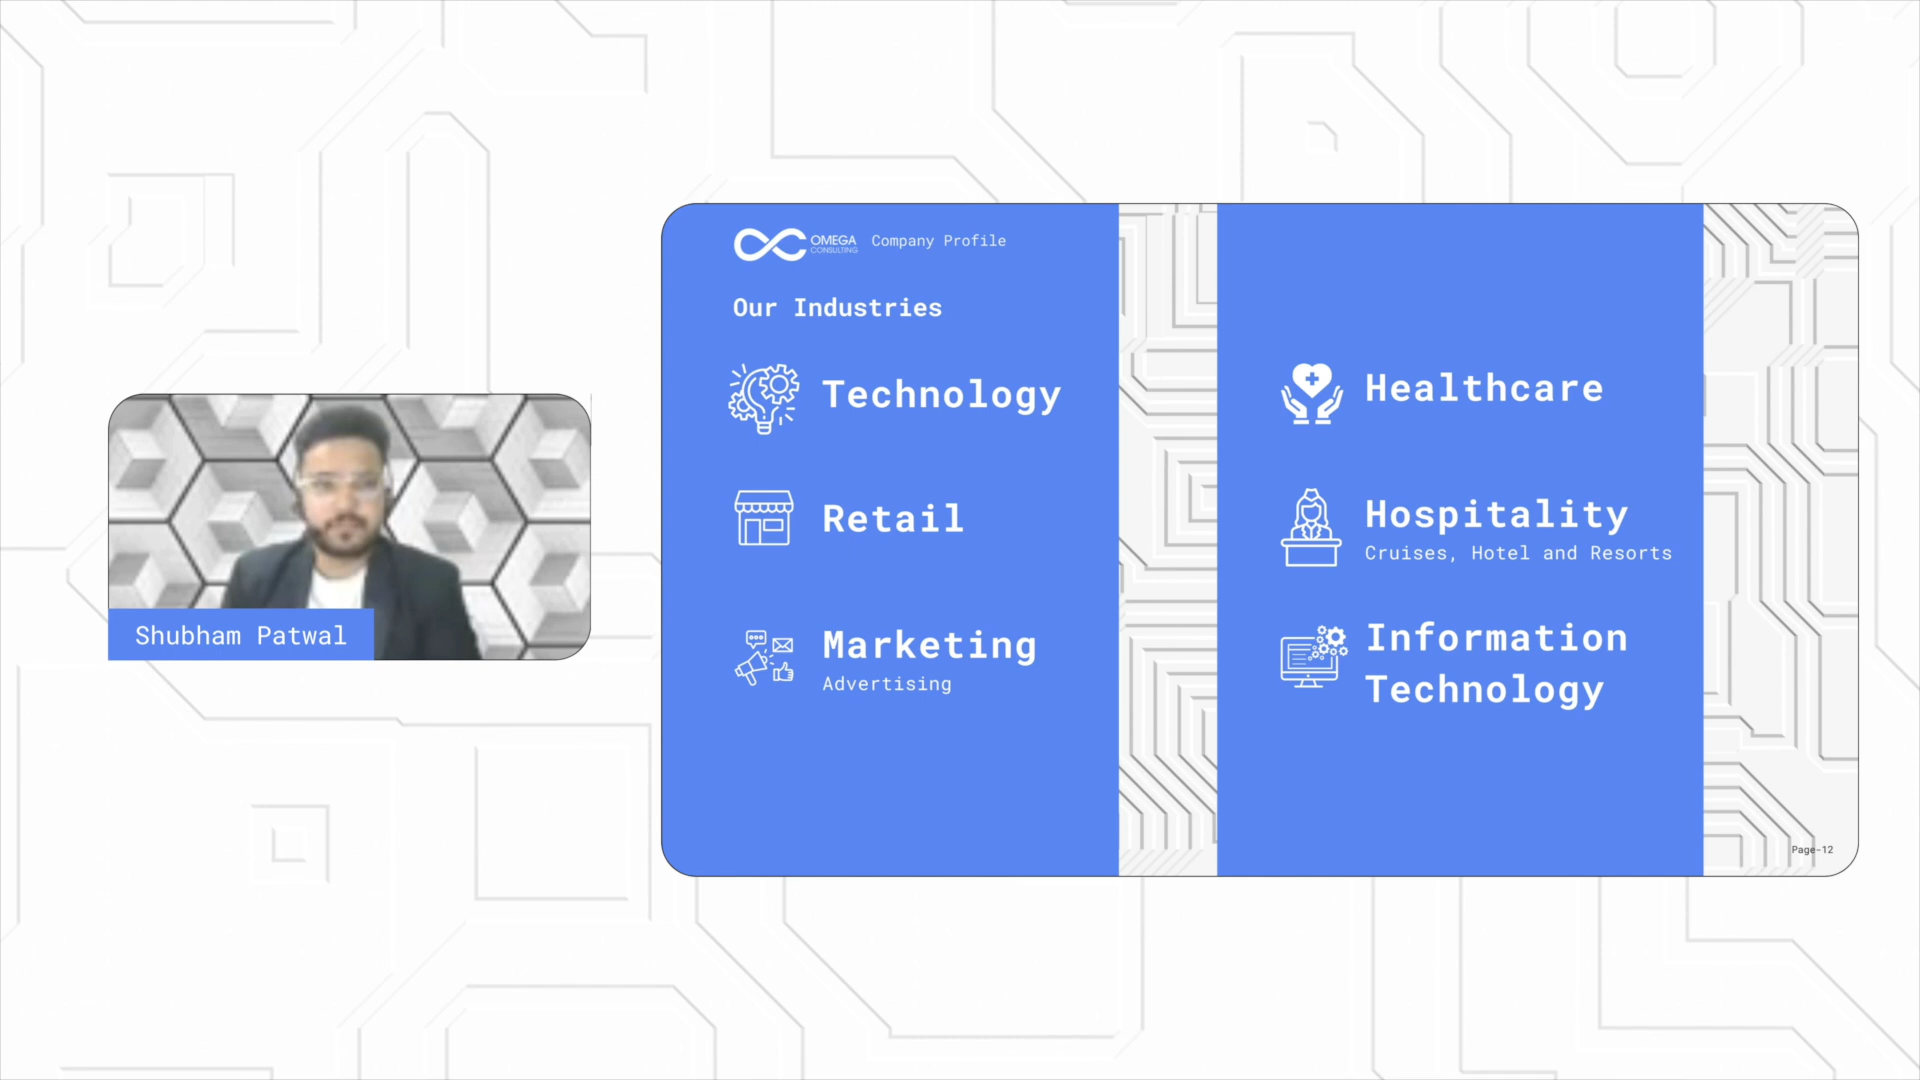 Shubham Patwal
OMEGA
CONSULTING
Company Profile
Our Industries
Technology
Retail
Marketing
Advertising
Healthcare
Hospitality
Cruises, Hotel and Resorts
Information
Technology
Page-12